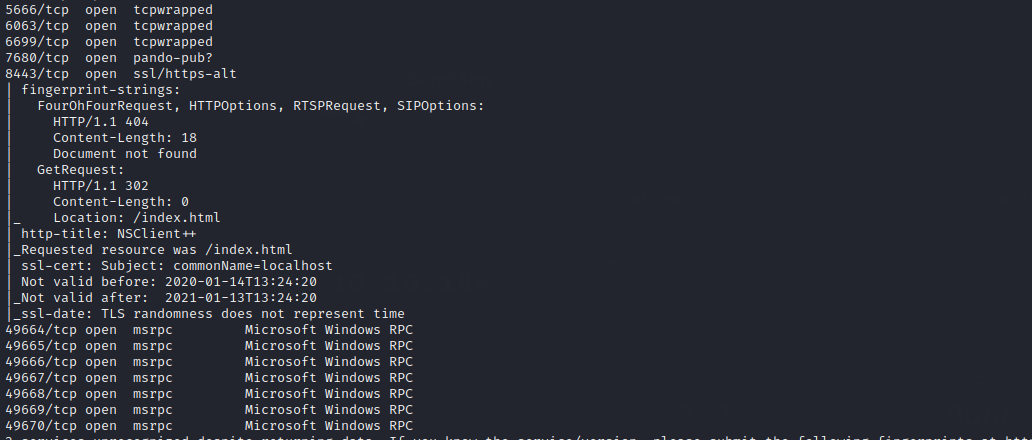 5666/tcp  open  tcpwrapped
6063/tcp  open  tcpwrapped
6699/tcp  open  tcpwrapped
7680/tcp  open  pando-pub?
8443/tcp  open  ssl/https-alt
| fingerprint-strings:
|   FourOhFourRequest, HTTPOptions, RTSPRequest, SIPOptions:
|     HTTP/1.1 404
|     Content-Length: 18
|     Document not found
|   GetRequest:
|     HTTP/1.1 302
|     Content-Length: 0
|_    Location: /index.html
| http-title: NSClient++
|_Requested resource was /index.html
| ssl-cert: Subject: commonName=localhost
| Not valid before: 2020-01-14T13:24:20
|_Not valid after:  2021-01-13T13:24:20
|_ssl-date: TLS randomness does not represent time
49664/tcp open  msrpc         Microsoft Windows RPC
49665/tcp open  msrpc         Microsoft Windows RPC
49666/tcp open  msrpc         Microsoft Windows RPC
49667/tcp open  msrpc         Microsoft Windows RPC
49668/tcp open  msrpc         Microsoft Windows RPC
49669/tcp open  msrpc         Microsoft Windows RPC
49670/tcp open  msrpc         Microsoft Windows RPC